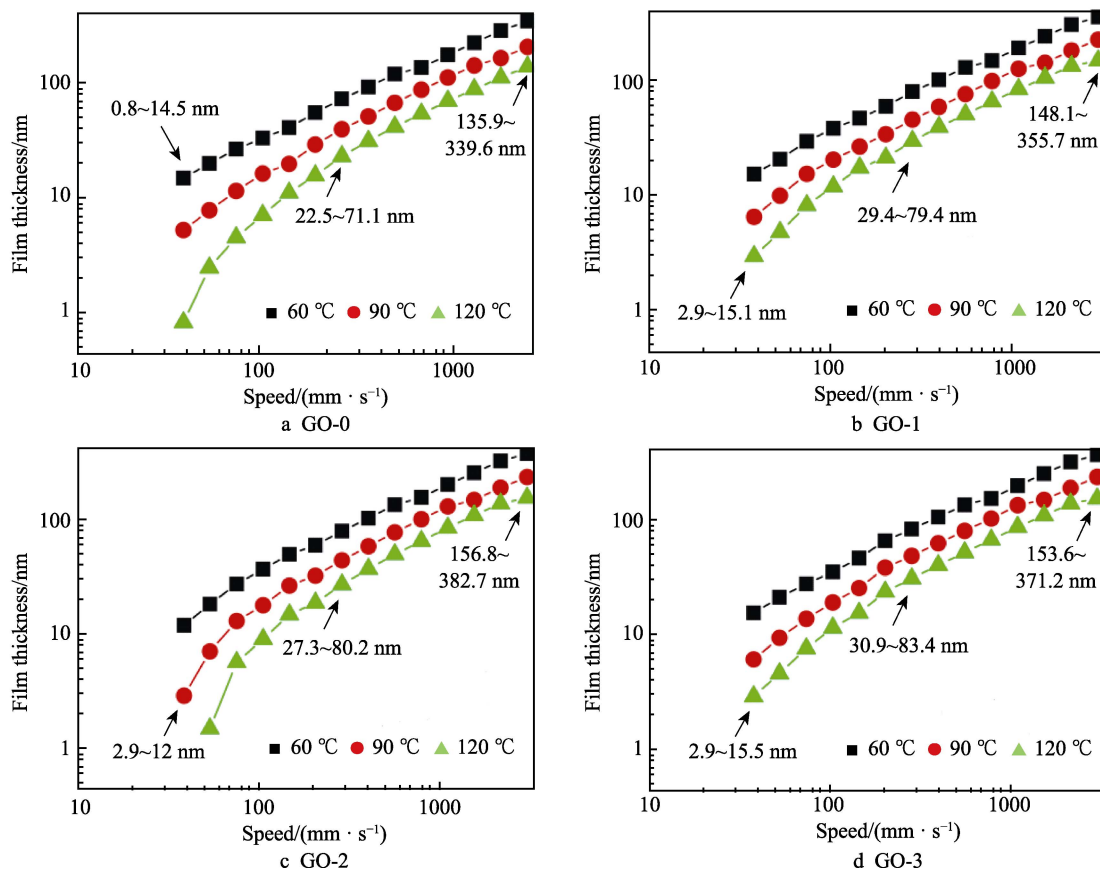 100
10
1
Film thickness/nm
0.8~14.5 nm
22.5~71.1 nm
135.9~
339.6 nm
60 ℃ 90 ℃ 120 ℃
10 100 1000
Speed/(mm · s⁻¹)
a GO-0
100
10
1
Film thickness/nm
2.9~15.1 nm
29.4~79.4 nm
148.1~
355.7 nm
60 ℃ 90 ℃ 120 ℃
10 100 1000
Speed/(mm · s⁻¹)
b GO-1
100
10
1
Film thickness/nm
2.9~12 nm
27.3~80.2 nm
156.8~
382.7 nm
60 ℃ 90 ℃ 120 ℃
10 100 1000
Speed/(mm · s⁻¹)
c GO-2
100
10
1
Film thickness/nm
2.9~15.5 nm
30.9~83.4 nm
153.6~
371.2 nm
60 ℃ 90 ℃ 120 ℃
10 100 1000
Speed/(mm · s⁻¹)
d GO-3